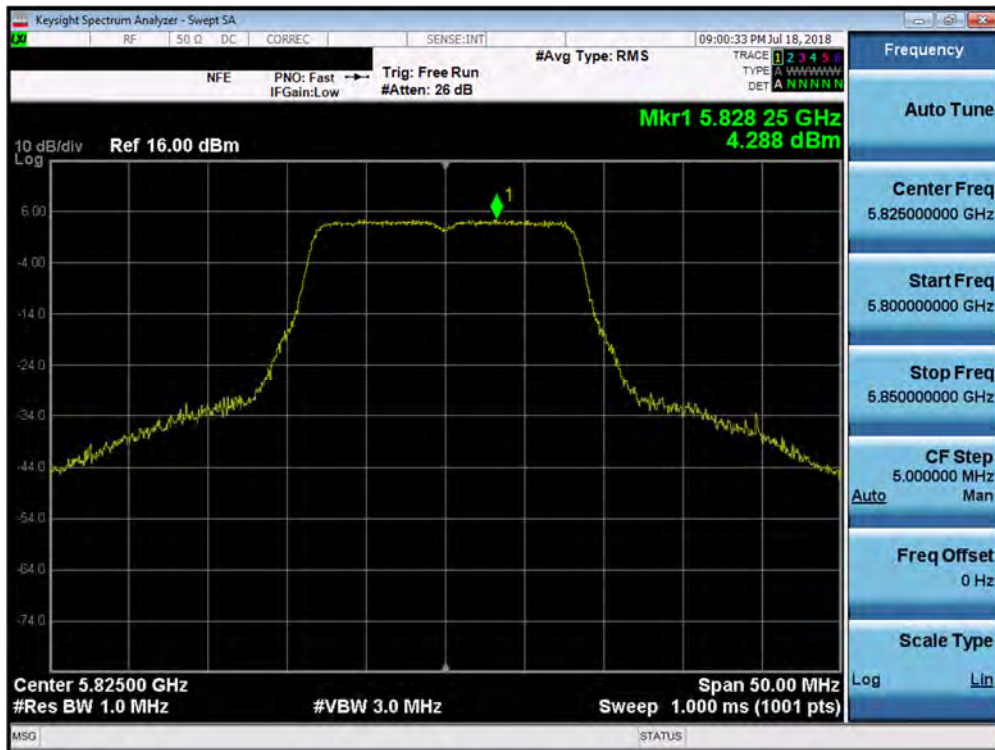 Keysight Spectrum Analyzer - Swept SA
LXI RF 50 Ω DC CORREC SENSE:INT 09:00:33 PM Jul 18, 2018
NFE PNO: Fast Trig: Free Run #Avg Type: RMS TRACE 1 2 3 4 5 6
IFGain:Low #Atten: 26 dB TYPE A WWWWW
DET A N N N N N
Mkr1 5.828 25 GHz
4.288 dBm
10 dB/div Ref 16.00 dBm
Log
1
6.00
-4.00
-14.0
-24.0
-34.0
-44.0
-54.0
-64.0
-74.0
Center 5.82500 GHz Span 50.00 MHz
#Res BW 1.0 MHz #VBW 3.0 MHz Sweep 1.000 ms (1001 pts)
MSG STATUS
Frequency
Auto Tune
Center Freq
5.825000000 GHz
Start Freq
5.800000000 GHz
Stop Freq
5.850000000 GHz
CF Step
5.000000 MHz
Auto Man
Freq Offset
0 Hz
Scale Type
Log Lin